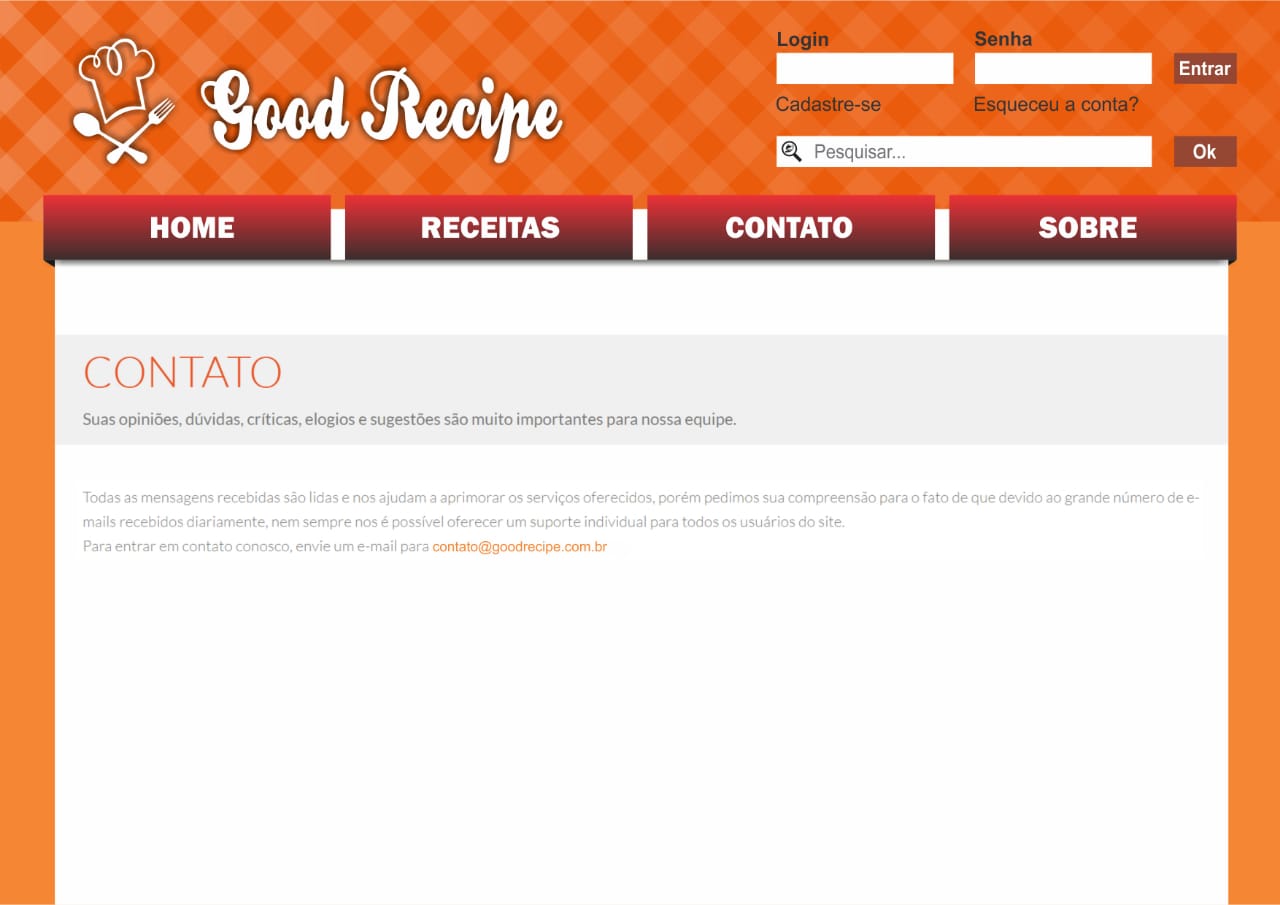 Good Recipe
Login
Senha
Entrar
Cadastre-se
Esqueceu a conta?
Pesquisar...
Ok
HOME
RECEITAS
CONTATO
SOBRE
CONTATO
Suas opiniões, dúvidas, críticas, elogios e sugestões são muito importantes para nossa equipe.
Todas as mensagens recebidas são lidas e nos ajudam a aprimorar os serviços oferecidos, porém pedimos sua compreensão para o fato de que devido ao grande número de e-
mails recebidos diariamente, nem sempre nos é possível oferecer um suporte individual para todos os usuários do site.
Para entrar em contato conosco, envie um e-mail para contato@goodrecipe.com.br